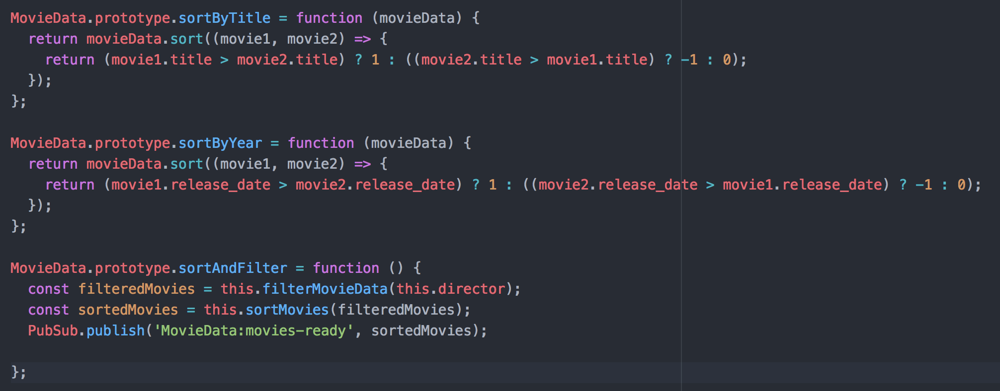 MovieData.prototype.sortByTitle = function (movieData) {
  return movieData.sort((movie1, movie2) => {
    return (movie1.title > movie2.title) ? 1 : ((movie2.title > movie1.title) ? -1 : 0);
  });
};

MovieData.prototype.sortByYear = function (movieData) {
  return movieData.sort((movie1, movie2) => {
    return (movie1.release_date > movie2.release_date) ? 1 : ((movie2.release_date > movie1.release_date) ? -1 : 0);
  });
};

MovieData.prototype.sortAndFilter = function () {
  const filteredMovies = this.filterMovieData(this.director);
  const sortedMovies = this.sortMovies(filteredMovies);
  PubSub.publish('MovieData:movies-ready', sortedMovies);

};